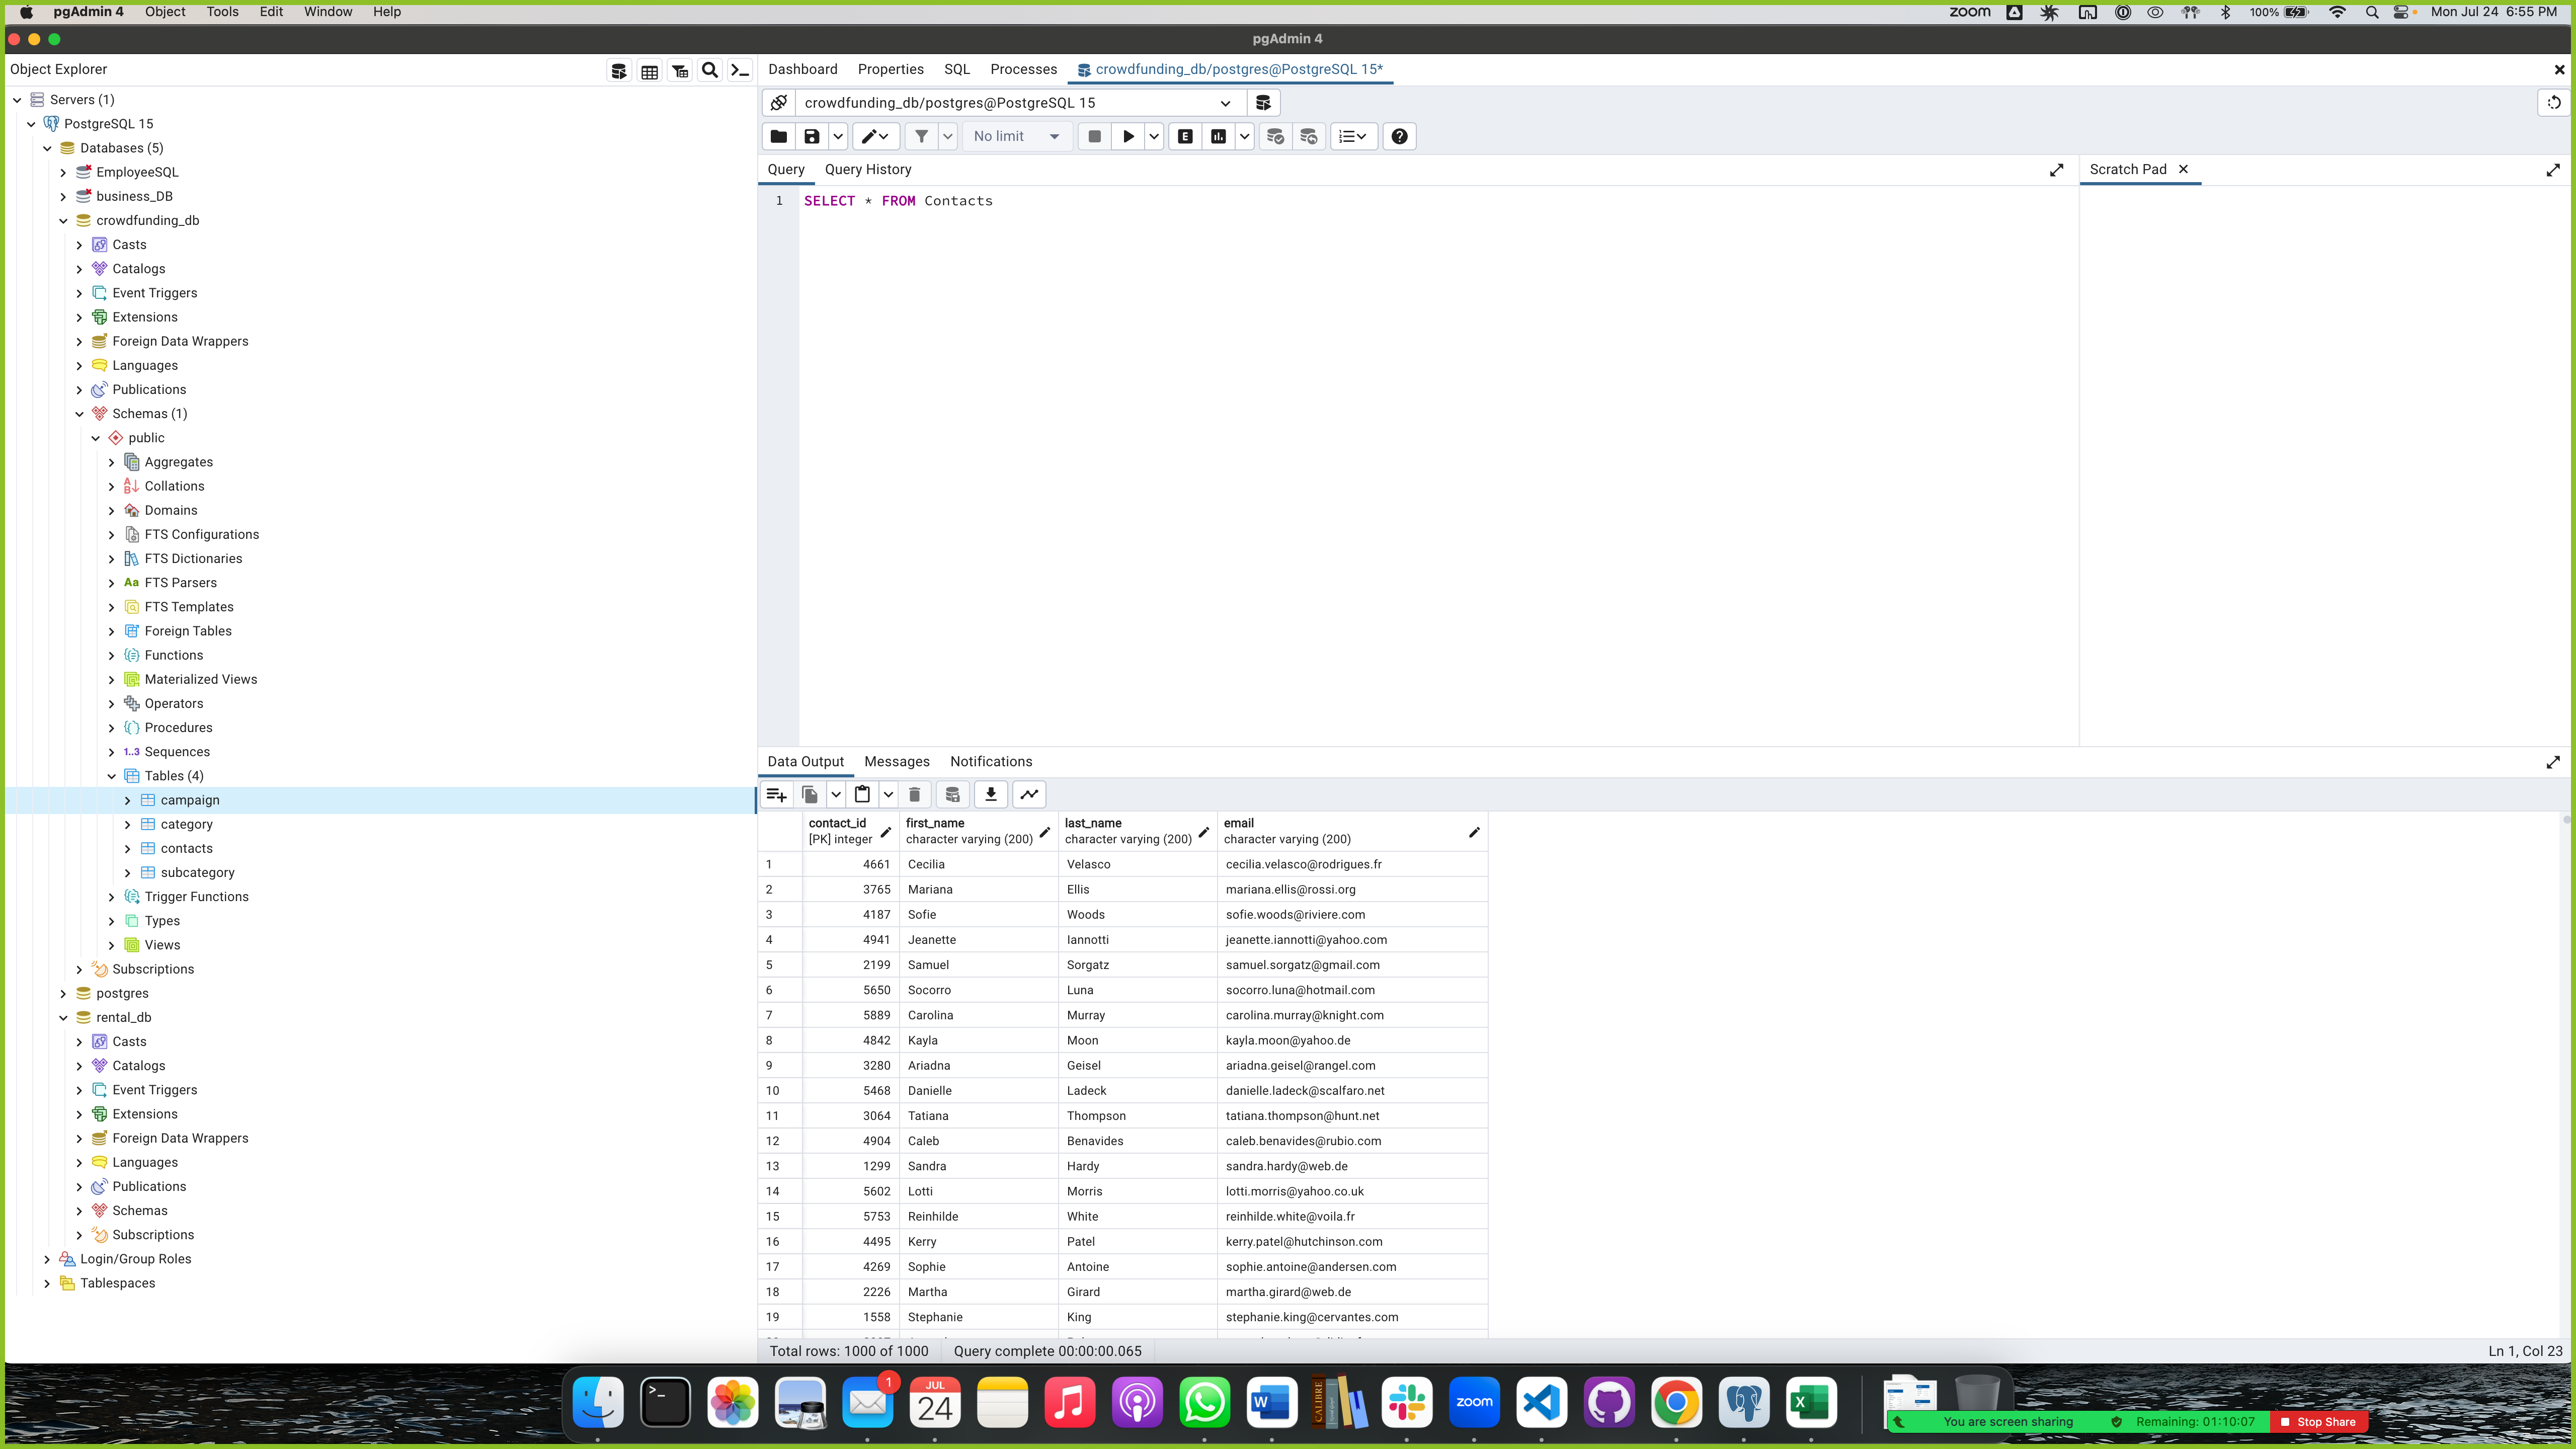 pgAdmin 4 Object Tools Edit Window Help
zoom 100% Mon Jul 24 6:55 PM
pgAdmin 4
Object Explorer
Servers (1)
PostgreSQL 15
Databases (5)
EmployeeSQL
business_DB
crowdfunding_db
Casts
Catalogs
Event Triggers
Extensions
Foreign Data Wrappers
Languages
Publications
Schemas (1)
public
Aggregates
Collations
Domains
FTS Configurations
FTS Dictionaries
Aa FTS Parsers
FTS Templates
Foreign Tables
Functions
Materialized Views
Operators
Procedures
1..3 Sequences
Tables (4)
campaign
category
contacts
subcategory
Trigger Functions
Types
Views
Subscriptions
postgres
rental_db
Casts
Catalogs
Event Triggers
Extensions
Foreign Data Wrappers
Languages
Publications
Schemas
Subscriptions
Login/Group Roles
Tablespaces
Dashboard Properties SQL Processes crowdfunding_db/postgres@PostgreSQL 15*
crowdfunding_db/postgres@PostgreSQL 15
No limit E
Query Query History
Scratch Pad
1 SELECT * FROM Contacts
Data Output Messages Notifications
contact_id first_name last_name email
[PK] integer character varying (200) character varying (200) character varying (200)
1 4661 Cecilia Velasco cecilia.velasco@rodrigues.fr
2 3765 Mariana Ellis mariana.ellis@rossi.org
3 4187 Sofie Woods sofie.woods@riviere.com
4 4941 Jeanette Iannotti jeanette.iannotti@yahoo.com
5 2199 Samuel Sorgatz samuel.sorgatz@gmail.com
6 5650 Socorro Luna socorro.luna@hotmail.com
7 5889 Carolina Murray carolina.murray@knight.com
8 4842 Kayla Moon kayla.moon@yahoo.de
9 3280 Ariadna Geisel ariadna.geisel@rangel.com
10 5468 Danielle Ladeck danielle.ladeck@scalfaro.net
11 3064 Tatiana Thompson tatiana.thompson@hunt.net
12 4904 Caleb Benavides caleb.benavides@rubio.com
13 1299 Sandra Hardy sandra.hardy@web.de
14 5602 Lotti Morris lotti.morris@yahoo.co.uk
15 5753 Reinhilde White reinhilde.white@voila.fr
16 4495 Kerry Patel kerry.patel@hutchinson.com
17 4269 Sophie Antoine sophie.antoine@andersen.com
18 2226 Martha Girard martha.girard@web.de
19 1558 Stephanie King stephanie.king@cervantes.com
Total rows: 1000 of 1000 Query complete 00:00:00.065
Ln 1, Col 23
1
JUL
24
CALIBRE
W
zoom
X
You are screen sharing Remaining: 01:10:07 Stop Share